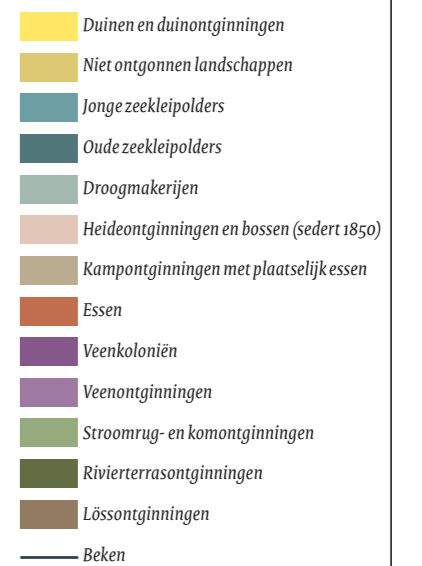 Duinen en duinontginningen
Niet ontgonnen landschappen
Jonge zeekleipolders
Oude zeekleipolders
Droogmakerijen
Heideontginningen en bossen (sedert 1850)
Kampontginningen met plaatselijk essen
Essen
Veenkoloniën
Veenontginningen
Stroomrug- en komontginningen
Rivierterrasontginningen
Lössontginningen
Beken